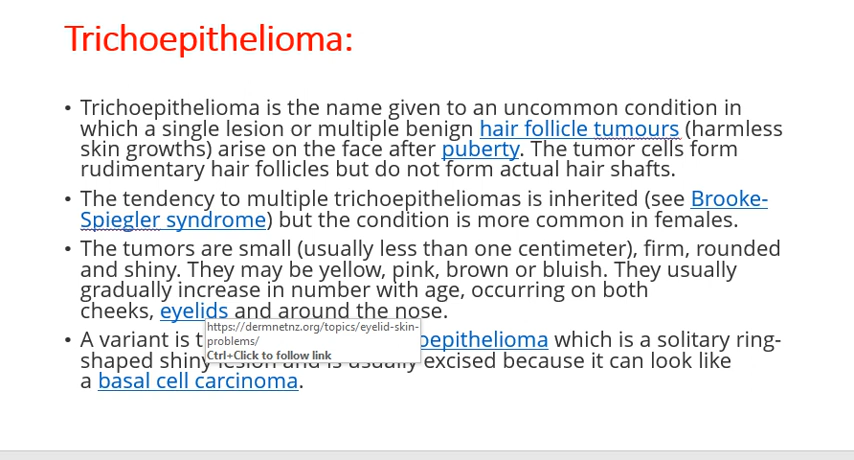 Trichoepithelioma:
• Trichoepithelioma is the name given to an uncommon condition in
which a single lesion or multiple benign hair follicle tumours (harmless
skin growths) arise on the face after puberty. The tumor cells form
rudimentary hair follicles but do not form actual hair shafts.
• The tendency to multiple trichoepitheliomas is inherited (see Brooke-
Spiegler syndrome) but the condition is more common in females.
• The tumors are small (usually less than one centimeter), firm, rounded
and shiny. They may be yellow, pink, brown or bluish. They usually
gradually increase in number with age, occurring on both
cheeks, eyelids and around the nose.
https://dermnetnz.org/topics/eyelid-skin-
problems/
Ctrl+Click to follow link
• A variant is oepithelioma which is a solitary ring-
shaped shiny lesion and is usually excised because it can look like
a basal cell carcinoma.